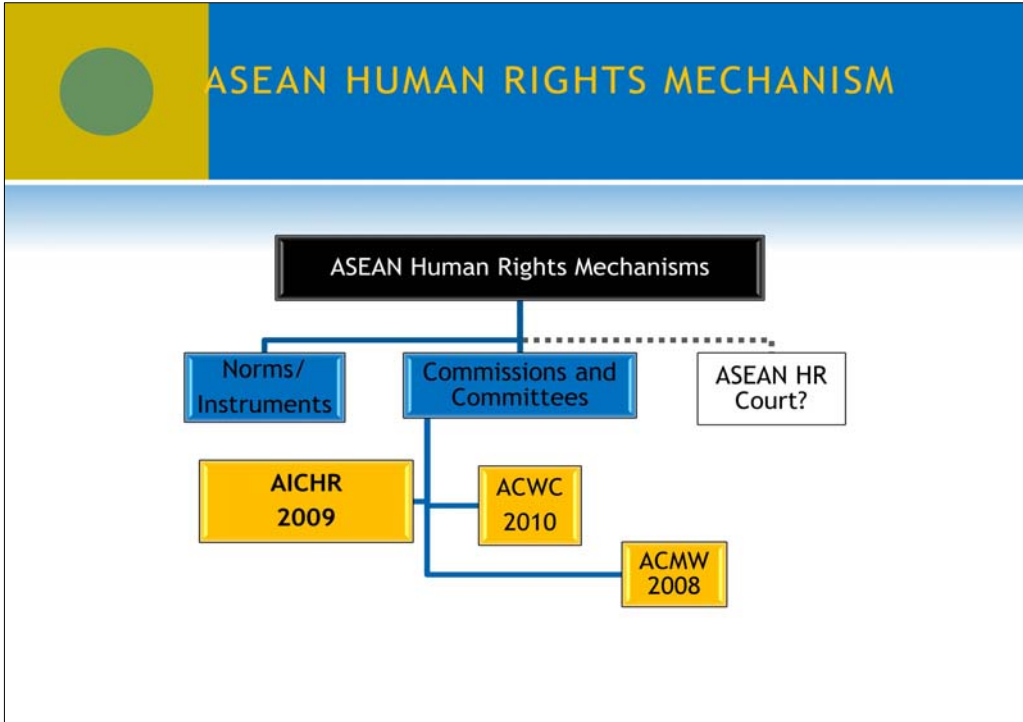 ASEAN HUMAN RIGHTS MECHANISM
ASEAN Human Rights Mechanisms
Norms/
Instruments
Commissions and
Committees
ASEAN HR
Court?
AICHR
2009
ACWC
2010
ACMW
2008